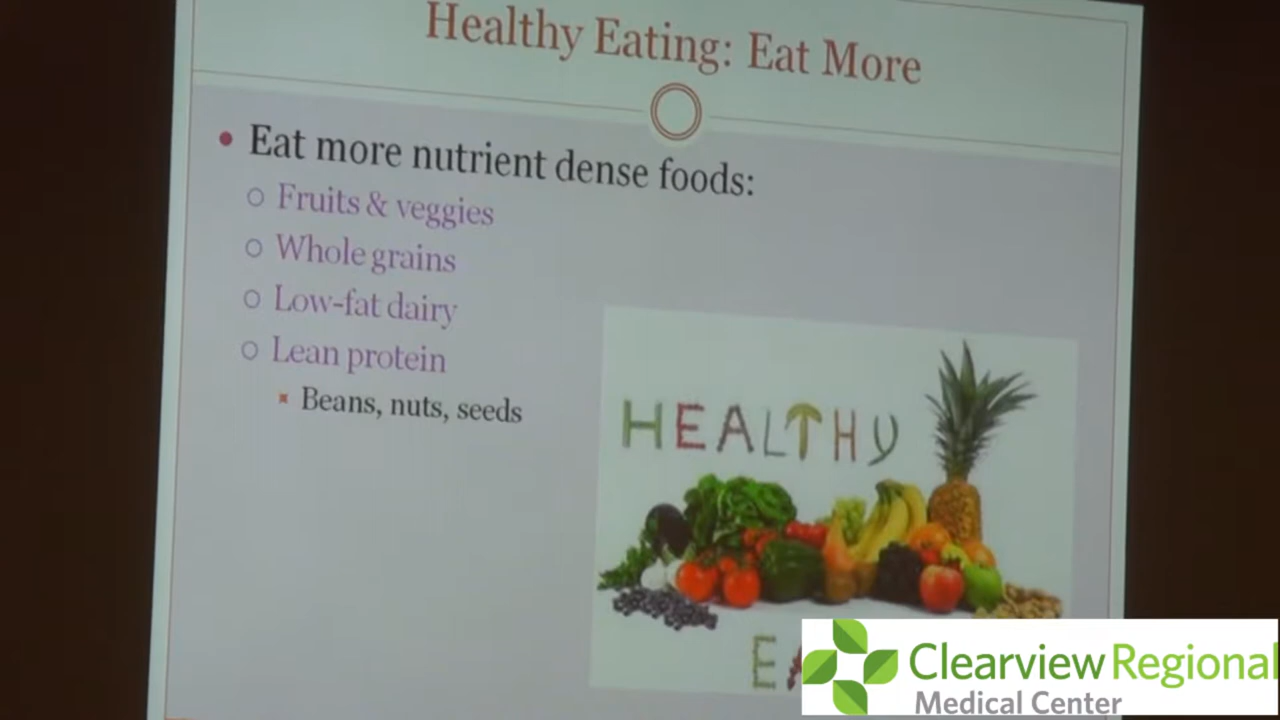 Healthy Eating: Eat More
Eat more nutrient dense foods:
Fruits & veggies
Whole grains
Low-fat dairy
Lean protein
Beans, nuts, seeds
HEALTHY
EA
Clearview Regional
Medical Center